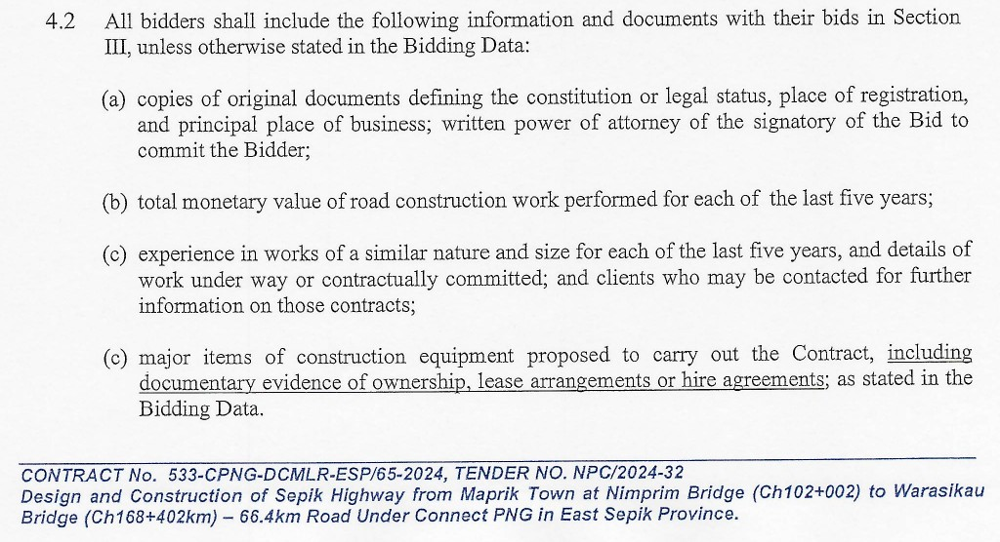 4.2 All bidders shall include the following information and documents with their bids in Section
III, unless otherwise stated in the Bidding Data:
(a) copies of original documents defining the constitution or legal status, place of registration,
and principal place of business; written power of attorney of the signatory of the Bid to
commit the Bidder;
(b) total monetary value of road construction work performed for each of the last five years;
(c) experience in works of a similar nature and size for each of the last five years, and details of
work under way or contractually committed; and clients who may be contacted for further
information on those contracts;
(c) major items of construction equipment proposed to carry out the Contract, including
documentary evidence of ownership, lease arrangements or hire agreements; as stated in the
Bidding Data.
CONTRACT No. 533-CPNG-DCMLR-ESP/65-2024, TENDER NO. NPC/2024-32
Design and Construction of Sepik Highway from Maprik Town at Nimprim Bridge (Ch102+002) to Warasikau
Bridge (Ch168+402km) – 66.4km Road Under Connect PNG in East Sepik Province.